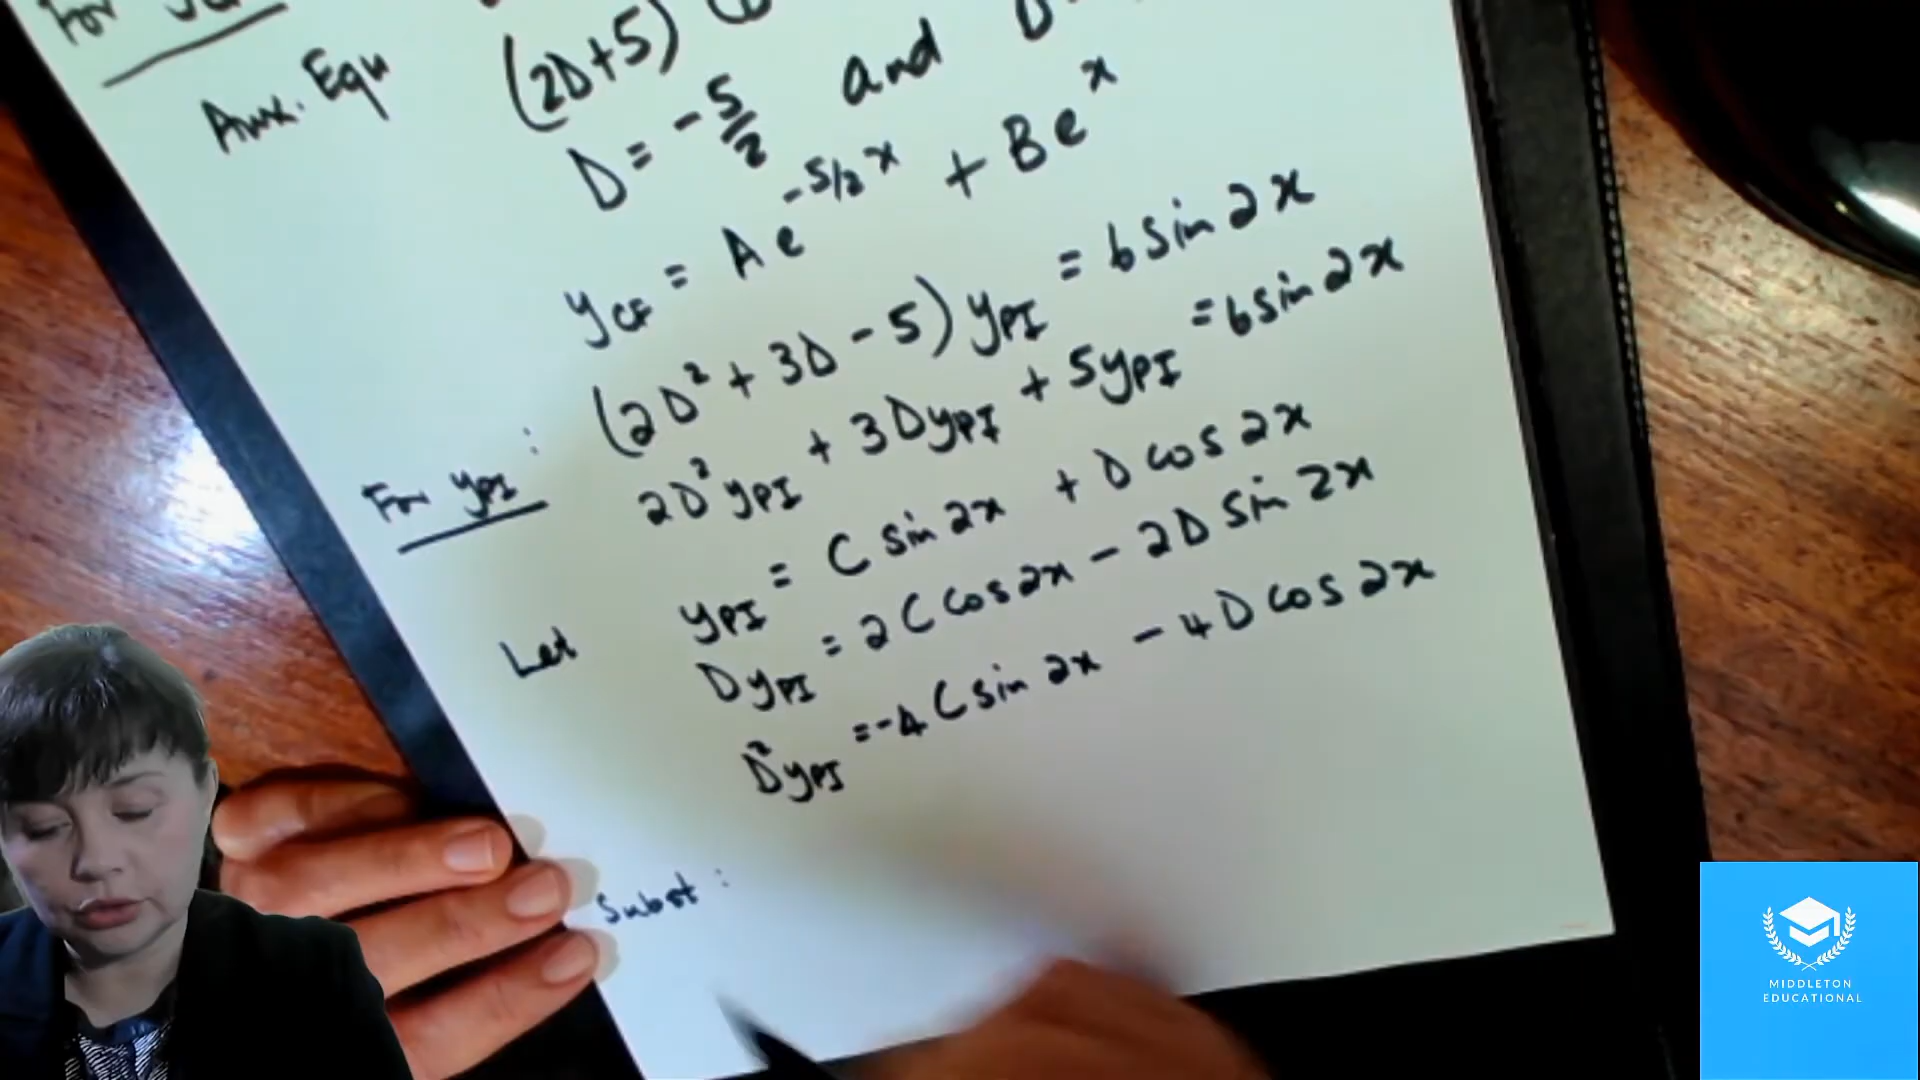 For
Aux. Equ (2D+5)
D = -5/2 and D
y_CF = Ae^(-5/2 x) + Be^x
For y_PI : (2D² + 3D - 5) y_PI = 6 sin 2x
2D² y_PI + 3D y_PI + 5 y_PI = 6 sin 2x
Let y_PI = C sin 2x + D cos 2x
D y_PI = 2C cos 2x - 2D sin 2x
D² y_PI = -4 C sin 2x - 4D cos 2x
Subst :
MIDDLETON
EDUCATIONAL